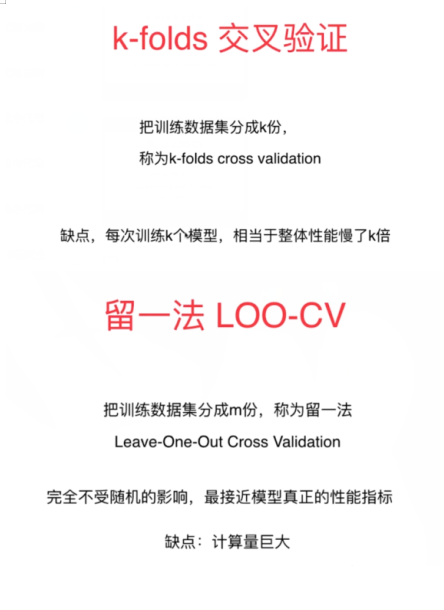 k-folds 交叉验证
把训练数据集分成k份，
称为k-folds cross validation
缺点，每次训练k个模型，相当于整体性能慢了k倍
留一法 LOO-CV
把训练数据集分成m份，称为留一法
Leave-One-Out Cross Validation
完全不受随机的影响，最接近模型真正的性能指标
缺点：计算量巨大